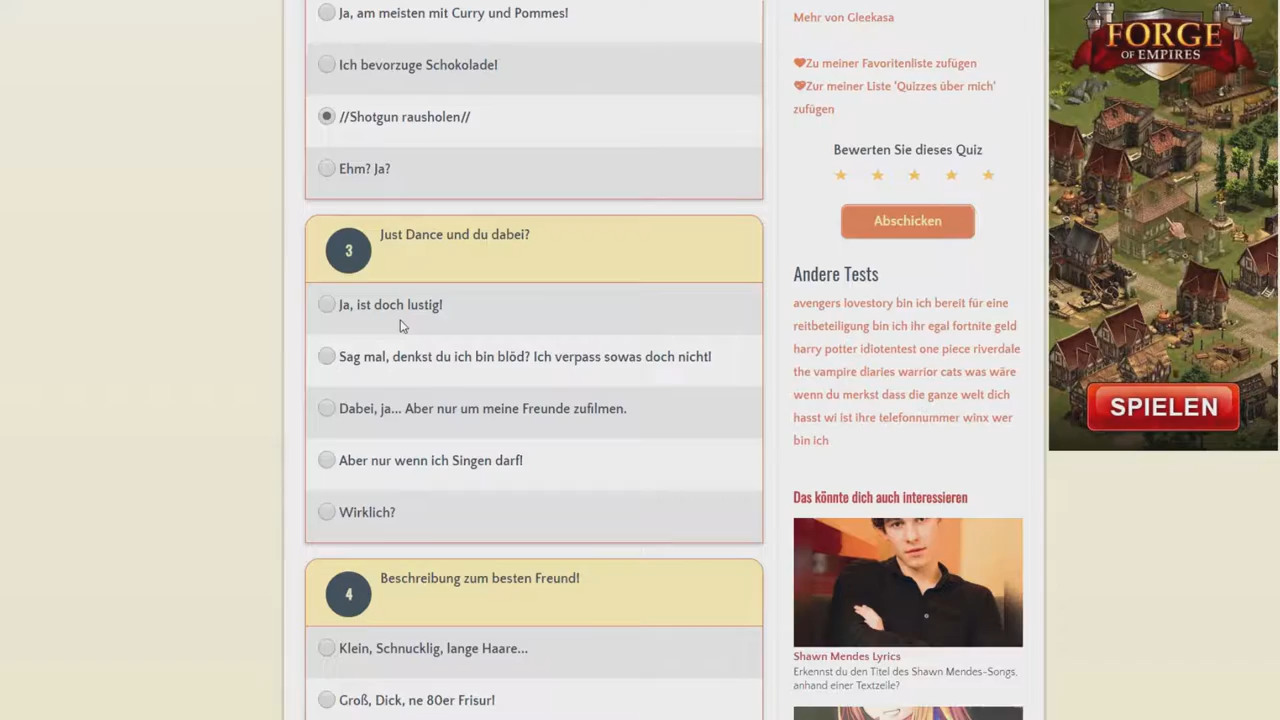 Ja, am meisten mit Curry und Pommes!
Ich bevorzuge Schokolade!
//Shotgun rausholen//
Ehm? Ja?
3
Just Dance und du dabei?
Ja, ist doch lustig!
Sag mal, denkst du ich bin blöd? Ich verpass sowas doch nicht!
Dabei, ja... Aber nur um meine Freunde zufilmen.
Aber nur wenn ich Singen darf!
Wirklich?
4
Beschreibung zum besten Freund!
Klein, Schnucklig, lange Haare...
Groß, Dick, ne 80er Frisur!
Mehr von Gleekasa
Zu meiner Favoritenliste zufügen
Zur meiner Liste 'Quizzes über mich'
zufügen
Bewerten Sie dieses Quiz
Abschicken
Andere Tests
avengers lovestory bin ich bereit für eine
reitbeteiligung bin ich ihr egal fortnite geld
harry potter idiotentest one piece riverdale
the vampire diaries warrior cats was wäre
wenn du merkst dass die ganze welt dich
hasst wi ist ihre telefonnummer winx wer
bin ich
Das könnte dich auch interessieren
Shawn Mendes Lyrics
Erkennst du den Titel des Shawn Mendes-Songs,
anhand einer Textzeile?
FORGE
OF EMPIRES
SPIELEN